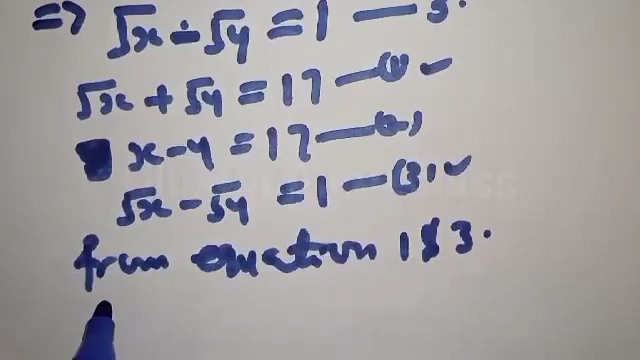 => √x - √y = 1 — 3.
√x + √y = 17 — (1) ✓
x - y = 17 — (2)
√x - √y = 1 — (3) ✓
from equation 1 & 3.